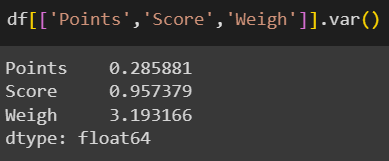 df[['Points','Score','Weigh']].var()
Points    0.285881
Score     0.957379
Weigh     3.193166
dtype: float64